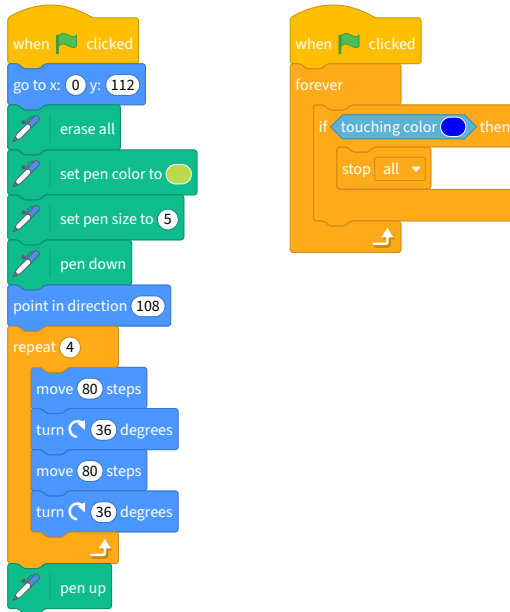 when clicked
go to x: 0 y: 112
erase all
set pen color to
set pen size to 5
pen down
point in direction 108
repeat 4
move 80 steps
turn 36 degrees
move 80 steps
turn 36 degrees
pen up
when clicked
forever
if touching color then
stop all